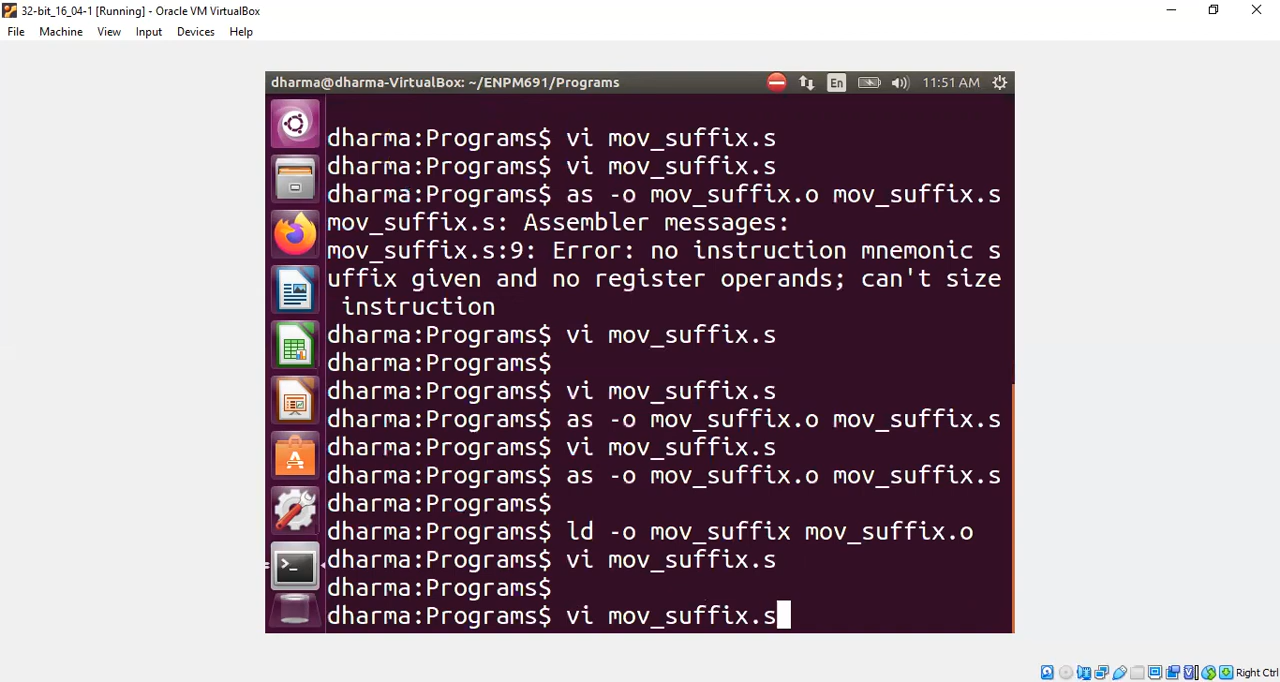 32-bit_16_04-1 [Running] - Oracle VM VirtualBox
File Machine View Input Devices Help
dharma@dharma-VirtualBox: ~/ENPM691/Programs En 11:51 AM
dharma:Programs$ vi mov_suffix.s
dharma:Programs$ vi mov_suffix.s
dharma:Programs$ as -o mov_suffix.o mov_suffix.s
mov_suffix.s: Assembler messages:
mov_suffix.s:9: Error: no instruction mnemonic s
uffix given and no register operands; can't size
instruction
dharma:Programs$ vi mov_suffix.s
dharma:Programs$
dharma:Programs$ vi mov_suffix.s
dharma:Programs$ as -o mov_suffix.o mov_suffix.s
dharma:Programs$ vi mov_suffix.s
dharma:Programs$ as -o mov_suffix.o mov_suffix.s
dharma:Programs$
dharma:Programs$ ld -o mov_suffix mov_suffix.o
dharma:Programs$ vi mov_suffix.s
dharma:Programs$
dharma:Programs$ vi mov_suffix.s
Right Ctrl